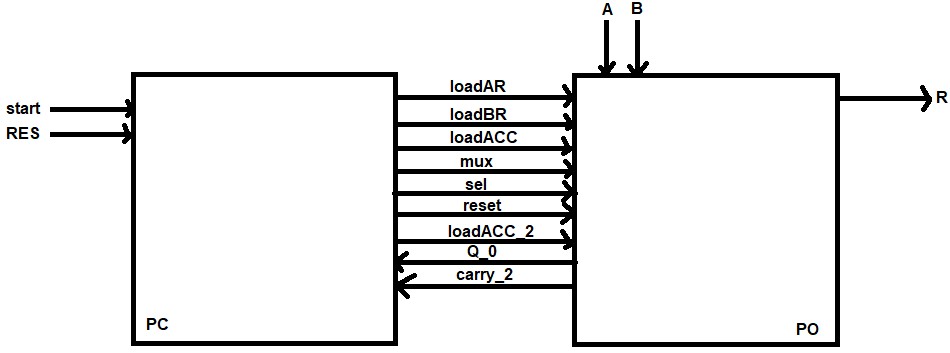 A B
loadAR
R
start
loadBR
RES
loadACC
mux
sel
reset
loadACC_2
Q_0
carry_2
PC
PO